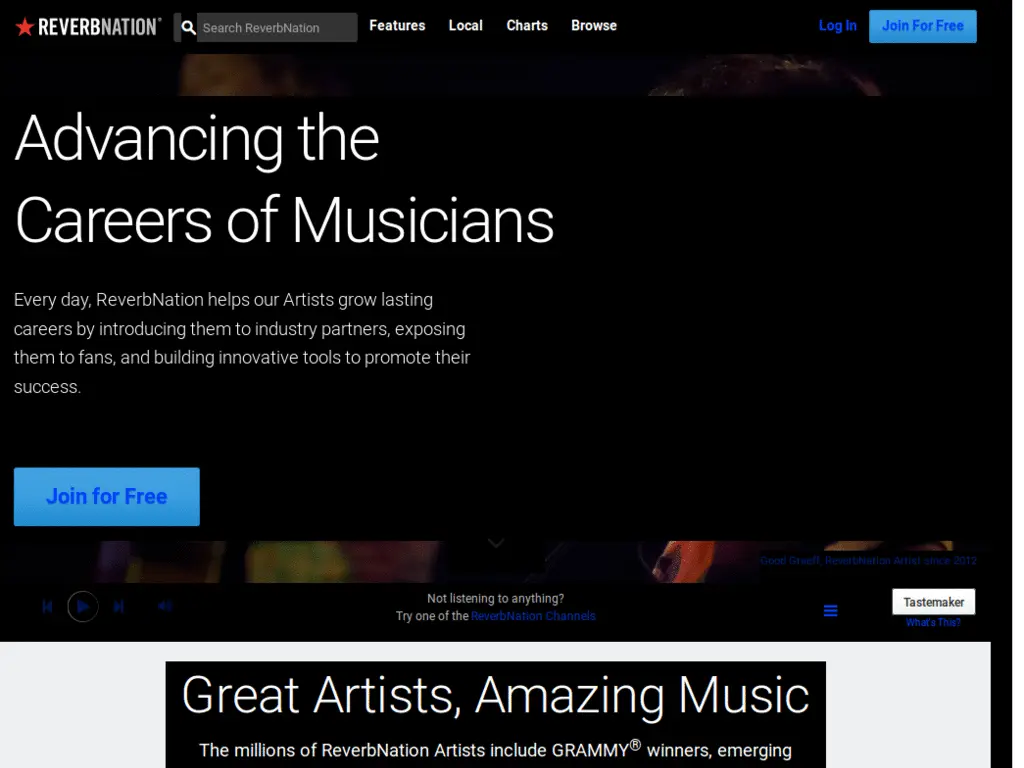 REVERBNATION®
Search ReverbNation
Features
Local
Charts
Browse
Log In
Join For Free
Advancing the
Careers of Musicians
Every day, ReverbNation helps our Artists grow lasting
careers by introducing them to industry partners, exposing
them to fans, and building innovative tools to promote their
success.
Join for Free
Good Graeff, ReverbNation Artist since 2012
Not listening to anything?
Try one of the ReverbNation Channels
Tastemaker
What's This?
Great Artists, Amazing Music
The millions of ReverbNation Artists include GRAMMY® winners, emerging